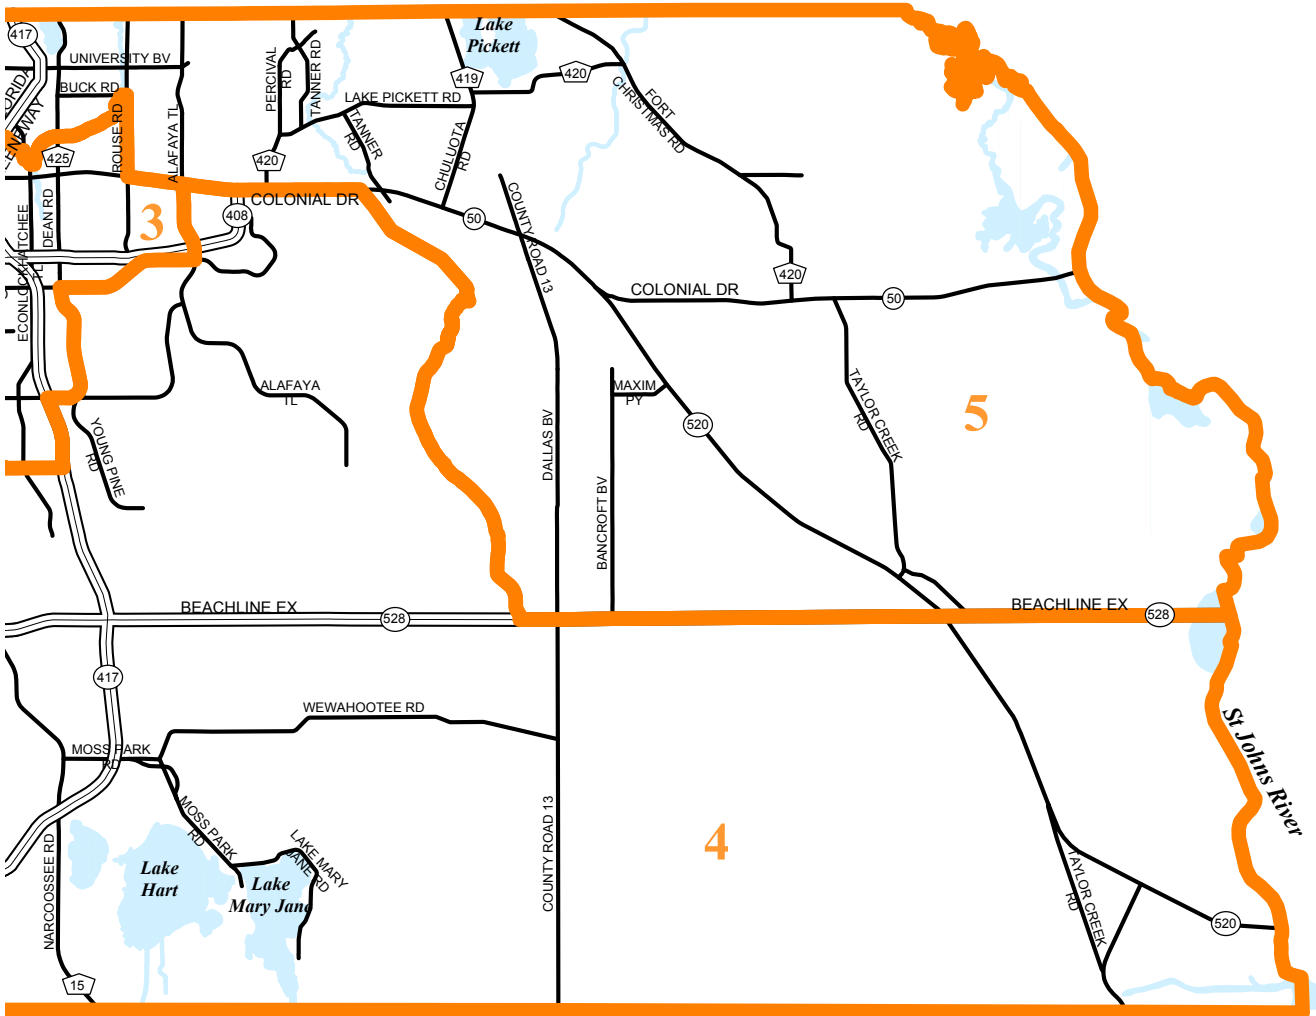 417
UNIVERSITY BV
BUCK RD
ROUSE RD
ALAFAYA TL
PERCIVAL
RD
TANNER RD
Lake
Pickett
419
420
LAKE PICKETT RD
TANNER
RD
CHULUOTA
RD
FORT
CHRISTMAS RD
425
420
COLONIAL DR
408
3
DEAN RD
ECONLOCKHATCHEE
TL
50
COUNTY ROAD 13
420
COLONIAL DR
50
5
ALAFAYA
TL
YOUNG PINE
RD
DALLAS BV
BANCROFT BV
MAXIM
PY
520
TAYLOR CREEK
RD
BEACHLINE EX
528
BEACHLINE EX
528
417
WEWAHOOTEE RD
MOSS PARK
RD
MOSS PARK
RD
LAKE MARY
JANE RD
Lake
Hart
Lake
Mary Jane
NARCOOSSEE RD
15
COUNTY ROAD 13
4
St Johns River
TAYLOR CREEK
RD
520